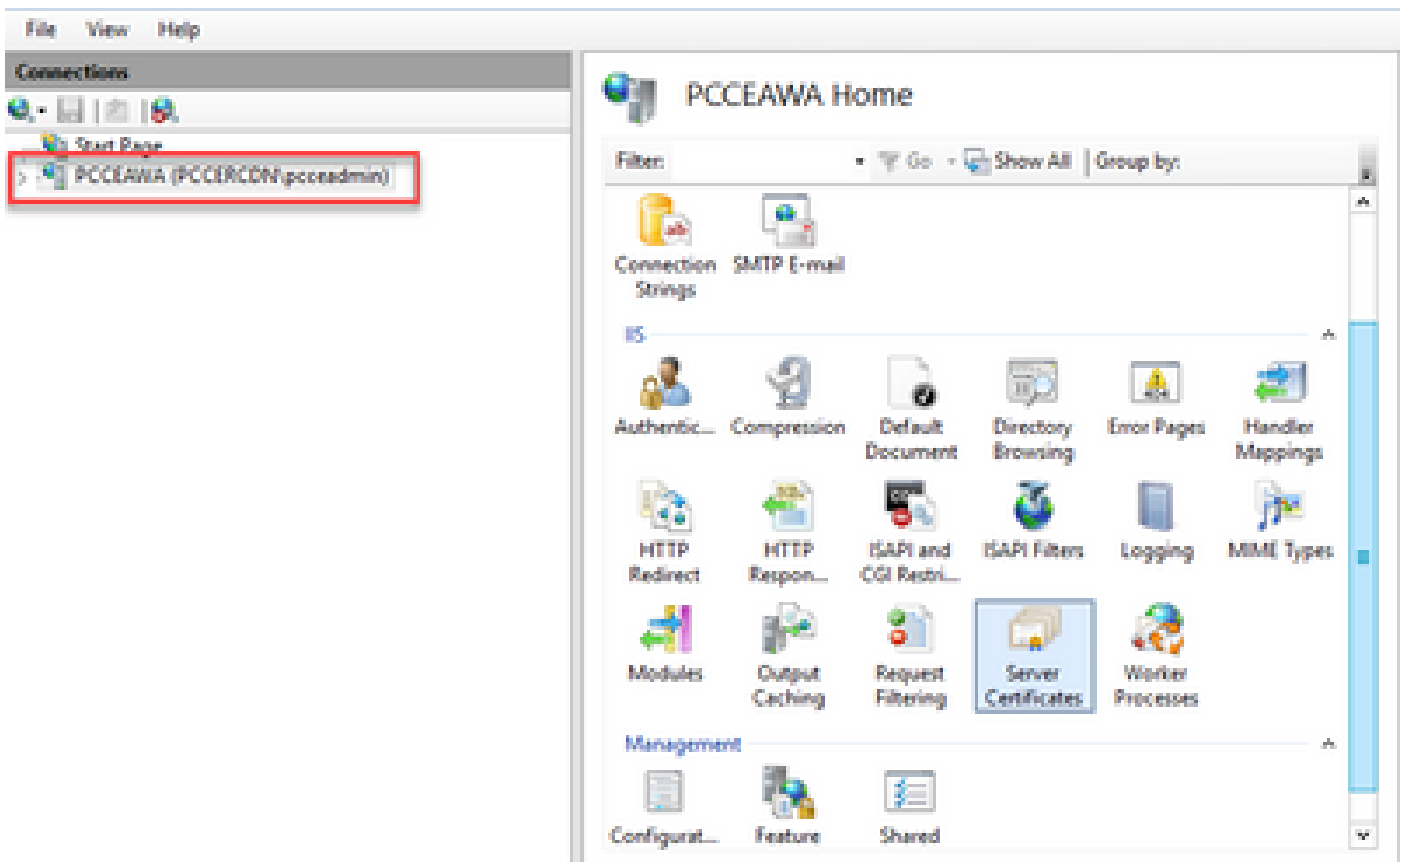 File View Help
Connections
PCCEAWA Home
Start Page
PCCEAWA (PCCERCDN\pcceadmin)
Filter: Go Show All Group by:
Connection Strings
SMTP E-mail
IIS
Authentic...
Compression
Default Document
Directory Browsing
Error Pages
Handler Mappings
HTTP Redirect
HTTP Respon...
ISAPI and CGI Restri...
ISAPI Filters
Logging
MIME Types
Modules
Output Caching
Request Filtering
Server Certificates
Worker Processes
Management
Configurat...
Feature
Shared